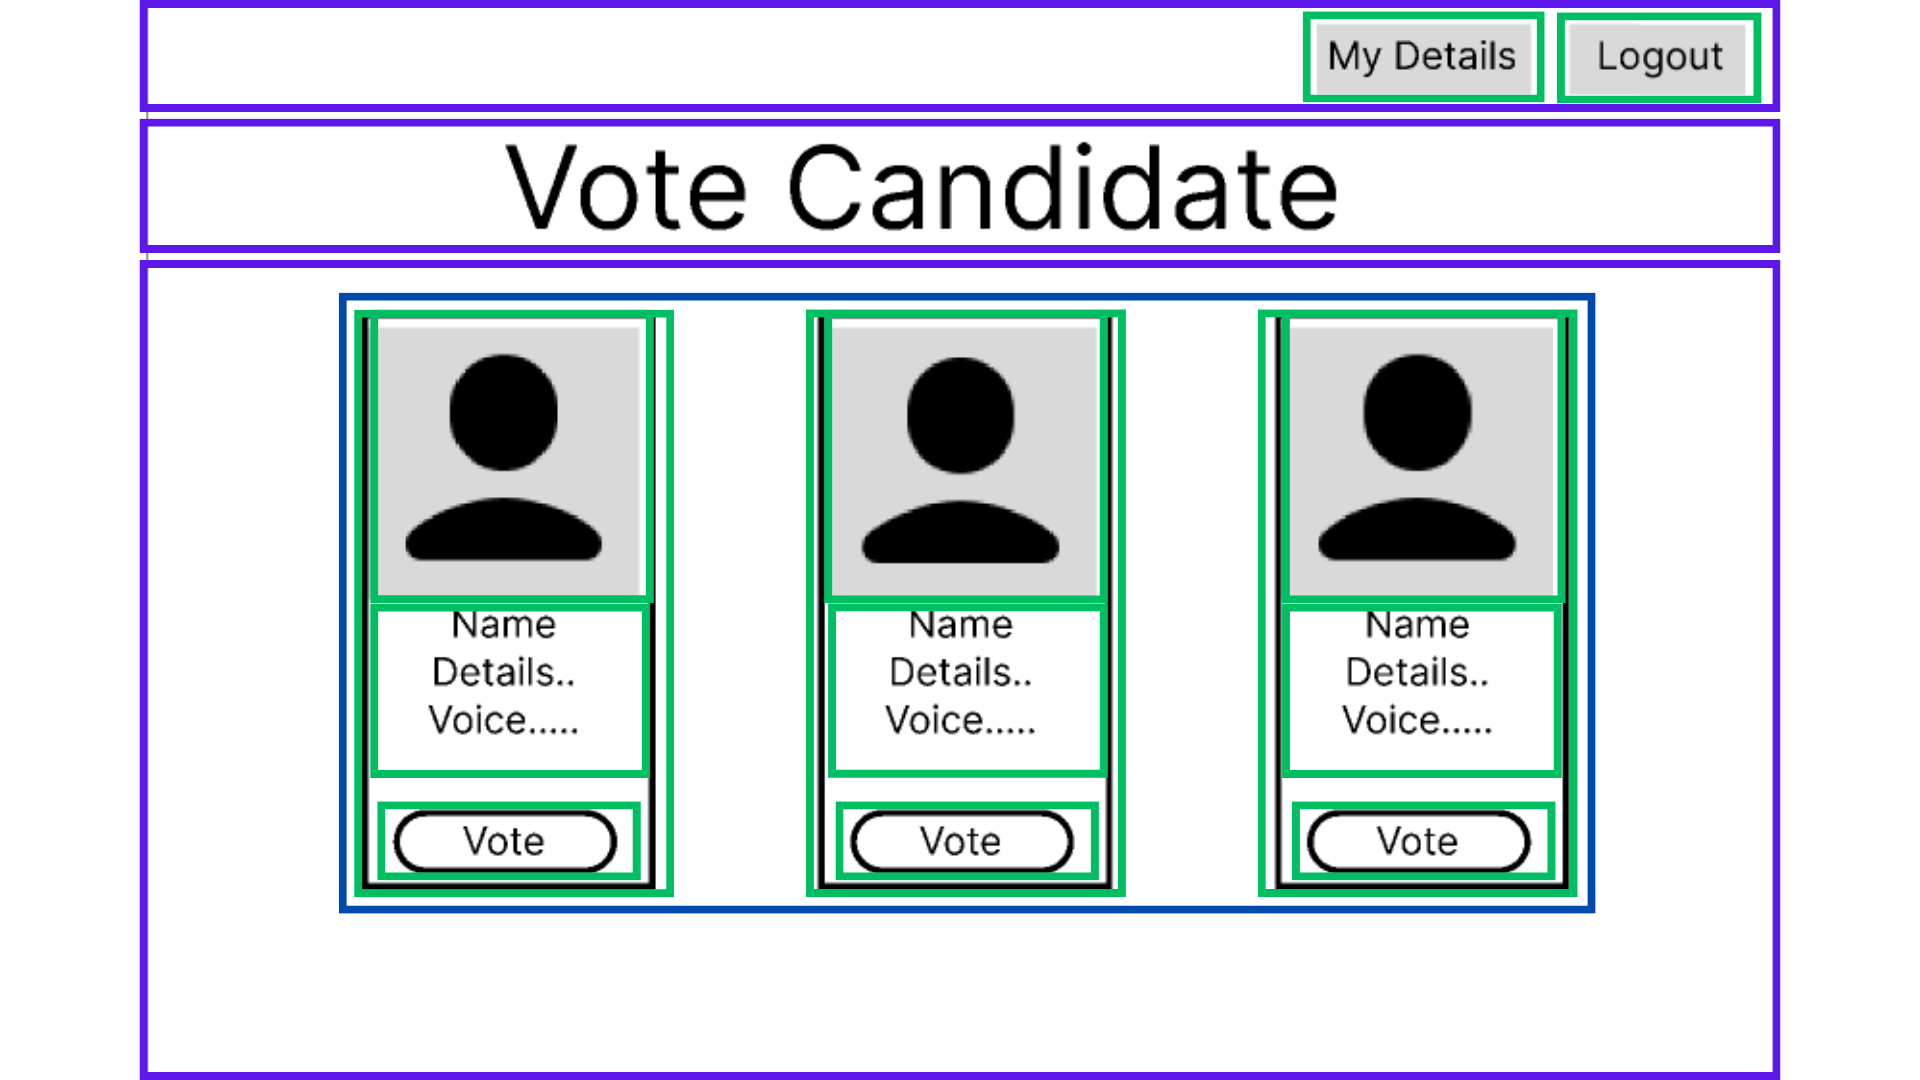 My Details Logout
Vote Candidate
Name Name Name
Details.. Details.. Details..
Voice..... Voice..... Voice.....
Vote Vote Vote